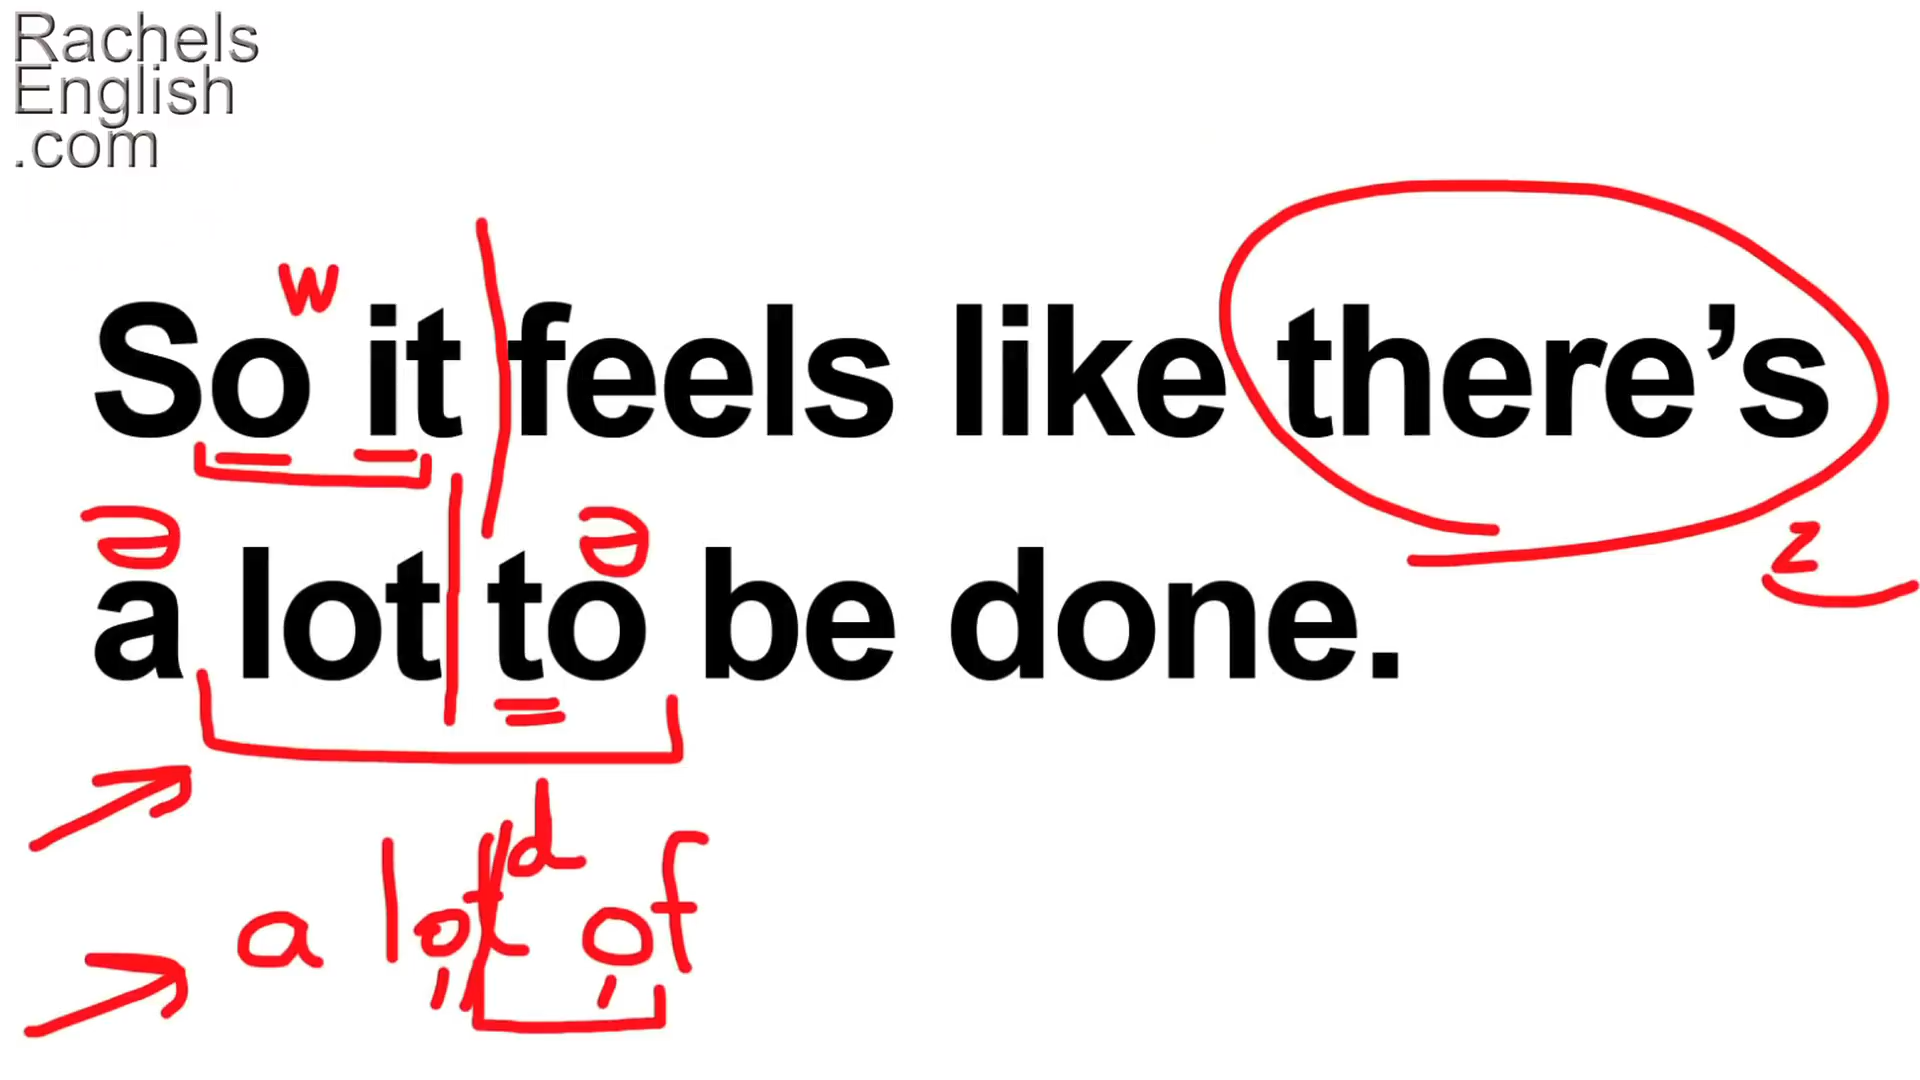 Rachels
English
.com
w
So it feels like there's
ə ə z
a lot to be done.
d
a lot of